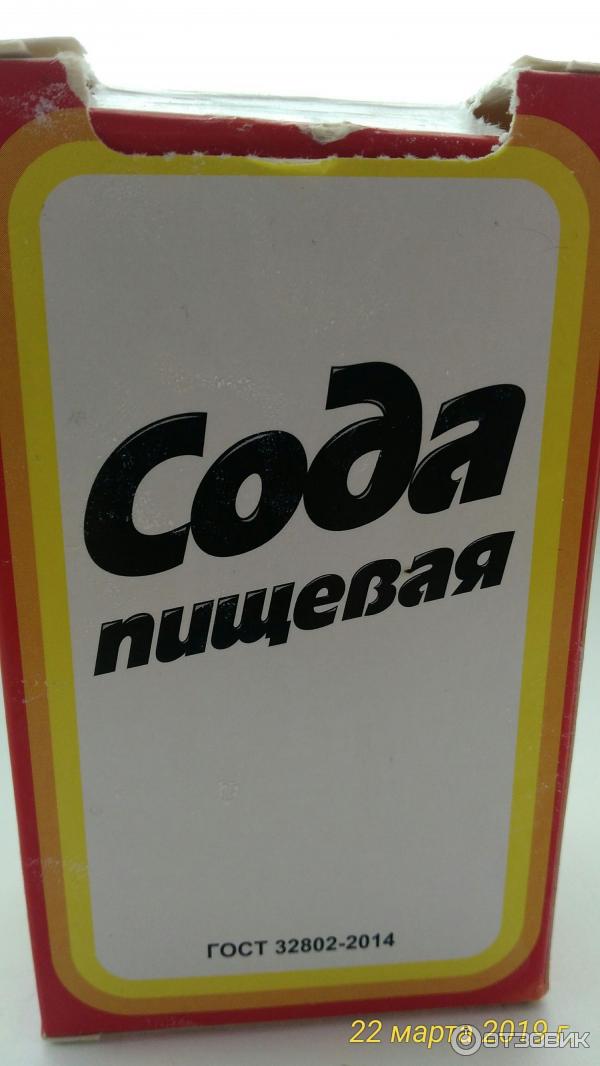 Сода
пищевая
ГОСТ 32802-2014
22 марта 2019 г.
ОТЗОВИК